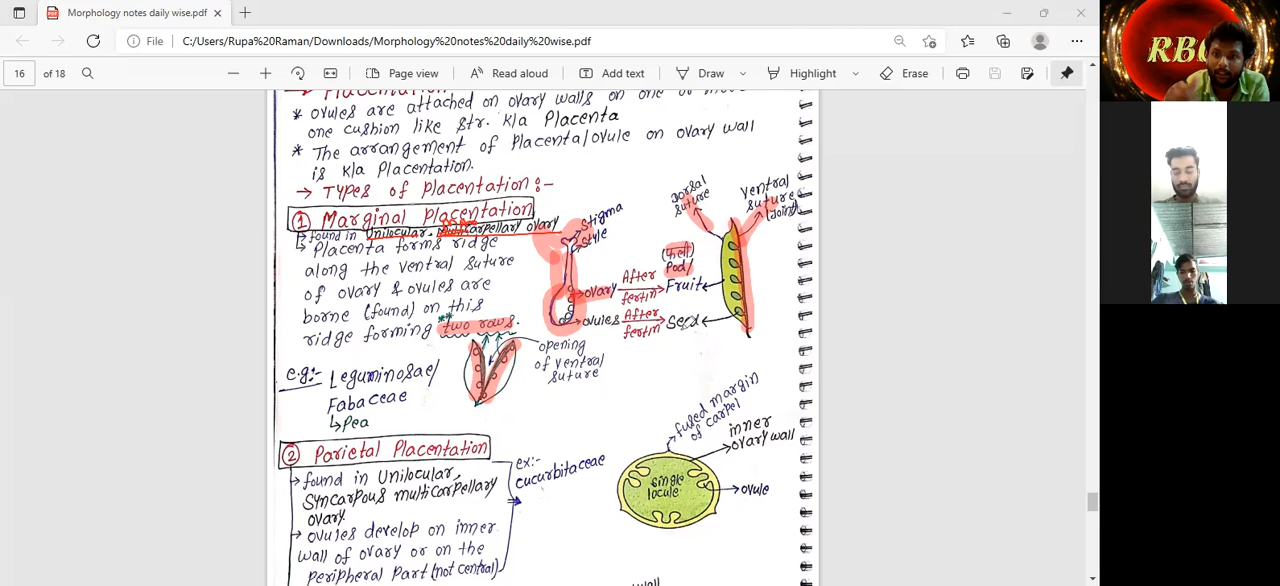 Morphology notes daily wise.pdf
File C:/Users/Rupa%20Raman/Downloads/Morphology%20notes%20daily%20wise.pdf
16 of 18 Page view Read aloud Add text Draw Highlight Erase
→ Placentation
* ovules are attached on ovary walls on one or more
one cushion like str. k/a Placenta
* The arrangement of Placenta/ovule on ovary wall
is k/a Placentation.
→ Types of placentation:-
① Marginal Placentation
found in Unilocular, Multicarpellary ovary
→ Placenta forms ridge
along the ventral suture
of ovary & ovules are
borne (found) on this
ridge forming two rows.
e.g:- Leguminosae/
Fabaceae
↳Pea
Stigma
Style
ovary After fertin Fruit
ovules After fertin Seed
Pod/
Dorsal
suture
Ventral
suture
(Joint)
opening
of ventral
suture
② Parietal Placentation
→ found in Unilocular,
Syncarpous multicarpellary
ovary
→ ovules develop on inner
wall of ovary or on the
Peripheral Part (not central)
ex:-
cucurbitaceae
fused margin
of carpel
inner
ovary wall
single
locule
ovule
wall
RBC